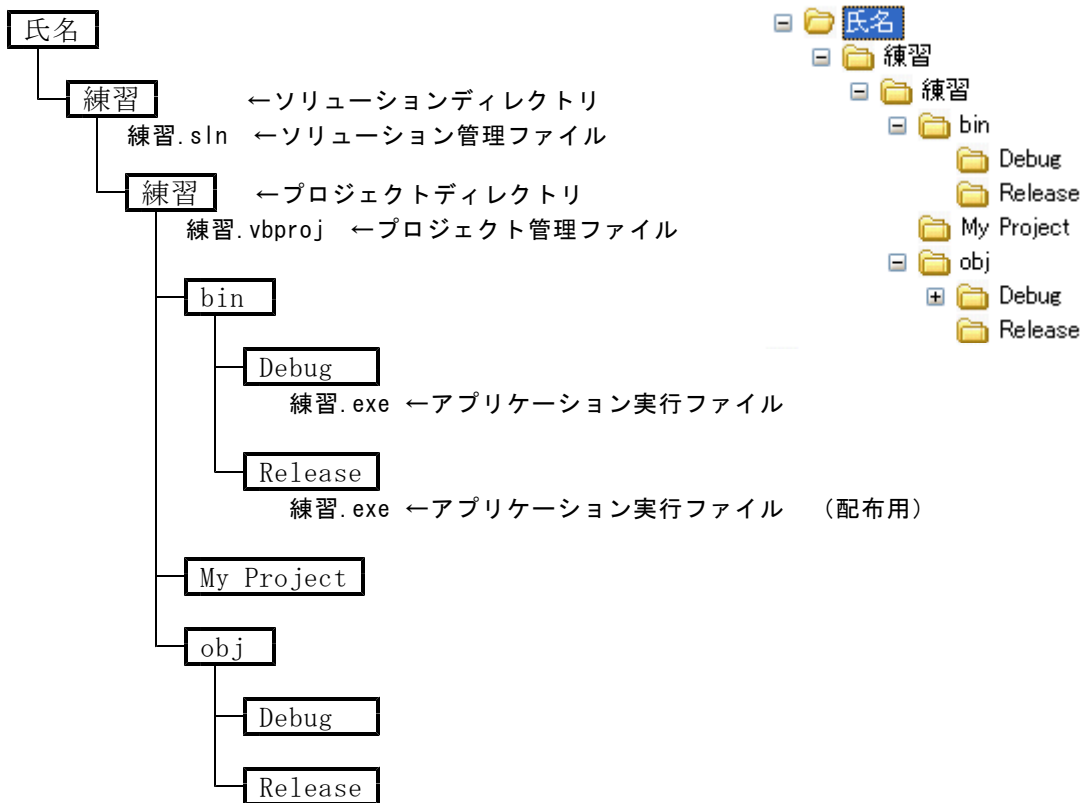 氏名
練習 ←ソリューションディレクトリ
練習.sln ←ソリューション管理ファイル
練習 ←プロジェクトディレクトリ
練習.vbproj ←プロジェクト管理ファイル
bin
Debug
練習.exe ←アプリケーション実行ファイル
Release
練習.exe ←アプリケーション実行ファイル （配布用）
My Project
obj
Debug
Release
氏名
練習
練習
bin
Debug
Release
My Project
obj
Debug
Release